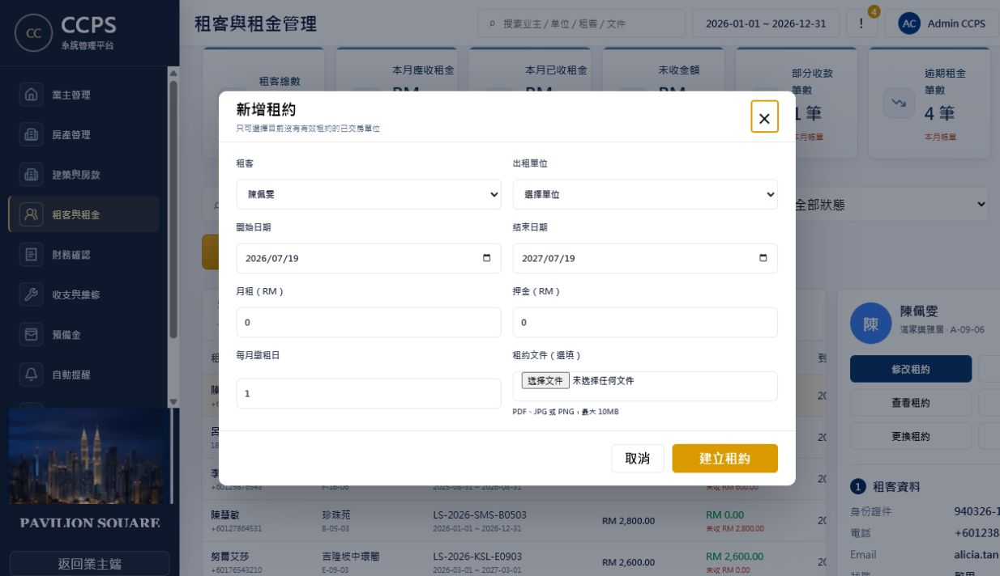 CC
CCPS
系統管理平台
業主管理
房產管理
建築與房款
租客與租金
財務確認
收支與維修
預備金
自動提醒
PAVILION SQUARE
返回業主端
租客與租金管理
搜索业主 / 单位 / 租客 / 文件
2026-01-01 ~ 2026-12-31
!
4
AC
Admin CCPS
租客總數
本月應收租金
本月已收租金
未收金額
部分收款
筆數
1 筆
本月帳單
逾期租金
筆數
4 筆
本月帳單
全部狀態
新增租約
只可選擇目前沒有有效租約的已交房單位
×
租客
出租單位
陳佩雯
選擇單位
開始日期
結束日期
2026/07/19
2027/07/19
月租 ( RM )
押金 ( RM )
0
0
每月繳租日
租約文件 ( 選填 )
1
选择文件 未选择任何文件
PDF、JPG 或 PNG，最大 10MB
取消
建立租約
租
到
陳
20
呂
18
20
李
+60129876543
F-16-06
2025-08-31 ~ 2026-08-31
未收 RM 600.00
20
陳慧敏
珍珠苑
LS-2026-SMS-B0503
RM 2,800.00
RM 0.00
20
+60127864531
B-05-03
2026-01-01 ~ 2026-12-31
未收 RM 2,800.00
努爾艾莎
吉隆坡中環閣
LS-2026-KSL-E0903
RM 2,600.00
RM 2,600.00
20
+60176543210
E-09-03
2026-03-01 ~ 2027-03-01
未收 RM 0.00
陳
陳佩雯
滿家樂雅居 · A-09-06
修改租約
查看租約
更換租約
1 租客資料
身份證件
940326-1
電話
+601238
Email
alicia.tan
狀態
啟用